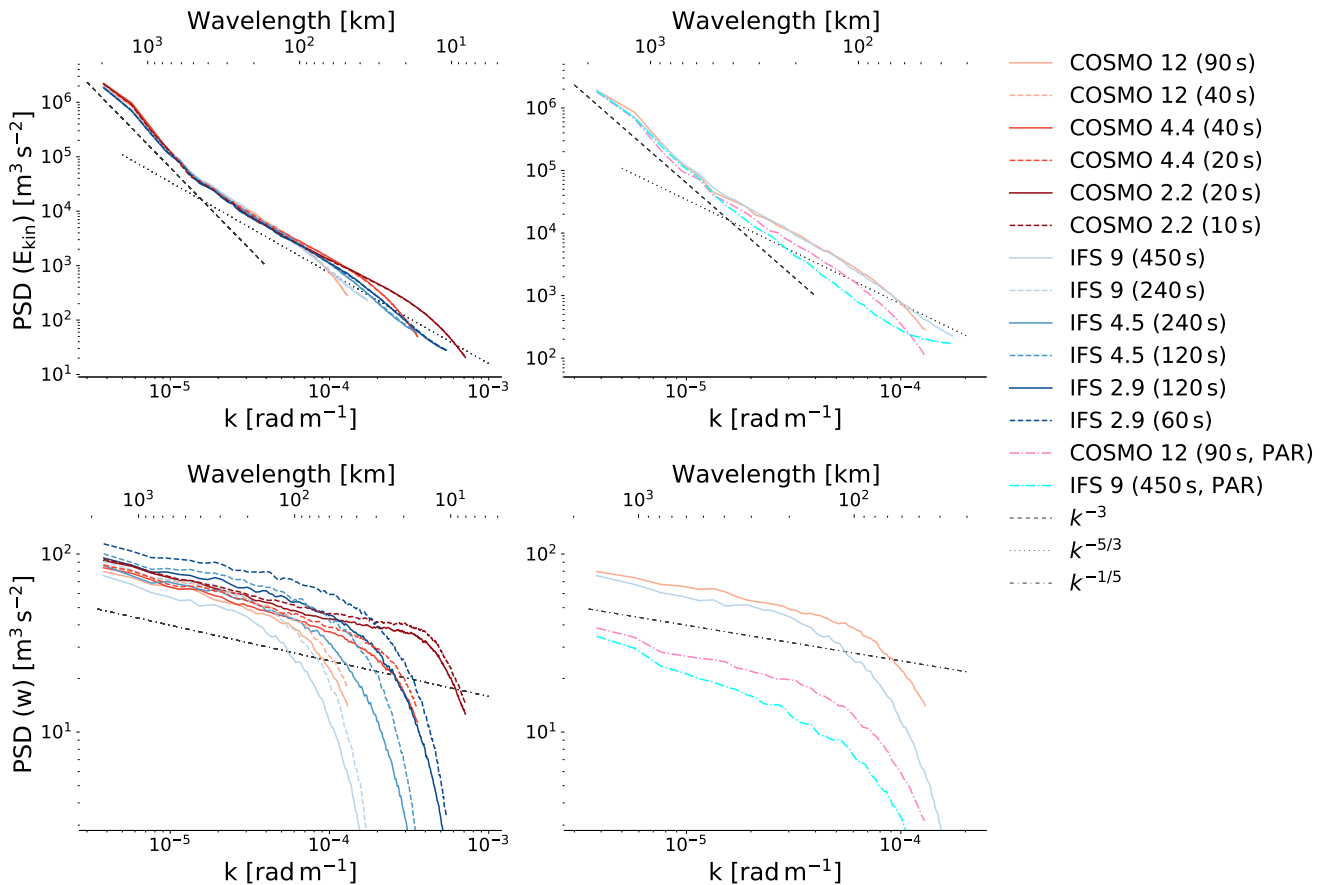 Wavelength [km]
10³ 10² 10¹
PSD (E_kin) [m³ s⁻²]
10⁶
10⁵
10⁴
10³
10²
10¹
10⁻⁵ 10⁻⁴ 10⁻³
k [rad m⁻¹]
Wavelength [km]
10³ 10²
10⁶
10⁵
10⁴
10³
10²
10⁻⁵ 10⁻⁴
k [rad m⁻¹]
COSMO 12 (90 s)
COSMO 12 (40 s)
COSMO 4.4 (40 s)
COSMO 4.4 (20 s)
COSMO 2.2 (20 s)
COSMO 2.2 (10 s)
IFS 9 (450 s)
IFS 9 (240 s)
IFS 4.5 (240 s)
IFS 4.5 (120 s)
IFS 2.9 (120 s)
IFS 2.9 (60 s)
COSMO 12 (90 s, PAR)
IFS 9 (450 s, PAR)
k⁻³
k⁻⁵ᐟ³
k⁻¹ᐟ⁵
Wavelength [km]
10³ 10² 10¹
PSD (w) [m³ s⁻²]
10²
10¹
10⁻⁵ 10⁻⁴ 10⁻³
k [rad m⁻¹]
Wavelength [km]
10³ 10²
10²
10¹
10⁻⁵ 10⁻⁴
k [rad m⁻¹]